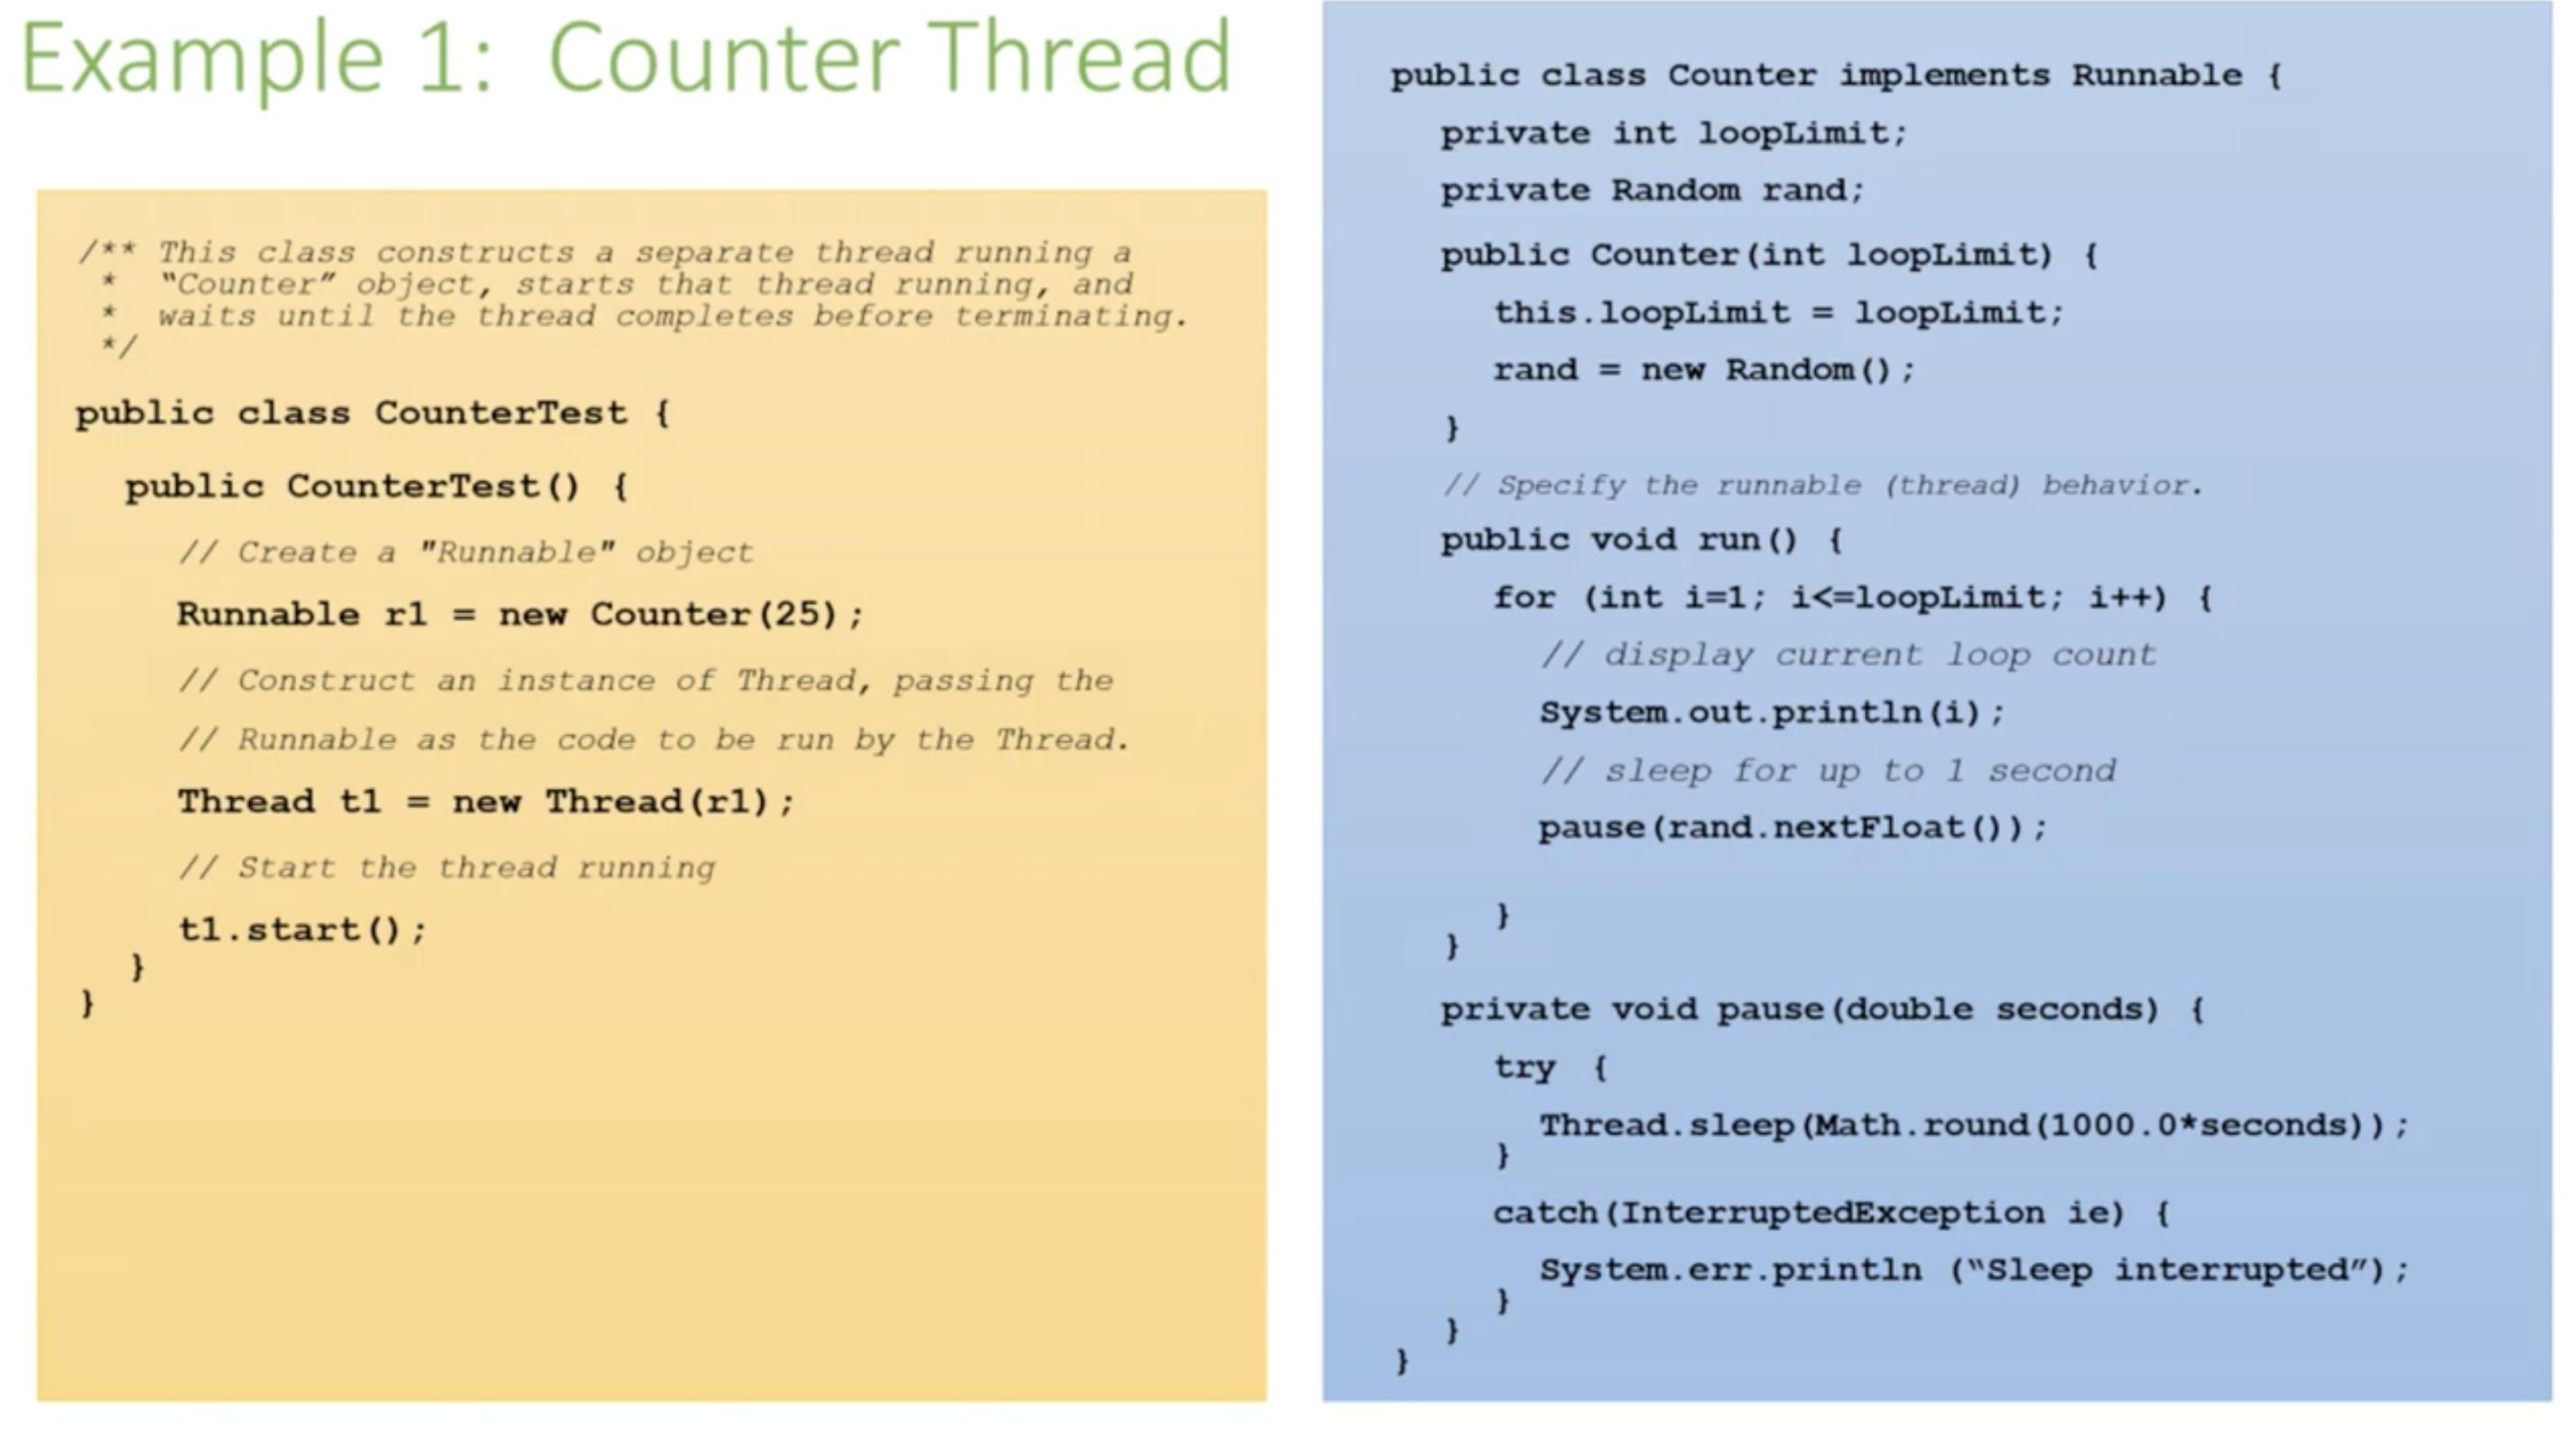 Example 1: Counter Thread
/** This class constructs a separate thread running a
* “Counter” object, starts that thread running, and
* waits until the thread completes before terminating.
*/
public class CounterTest {
public CounterTest() {
// Create a "Runnable" object
Runnable r1 = new Counter(25);
// Construct an instance of Thread, passing the
// Runnable as the code to be run by the Thread.
Thread t1 = new Thread(r1);
// Start the thread running
t1.start();
}
}
public class Counter implements Runnable {
private int loopLimit;
private Random rand;
public Counter(int loopLimit) {
this.loopLimit = loopLimit;
rand = new Random();
}
// Specify the runnable (thread) behavior.
public void run() {
for (int i=1; i<=loopLimit; i++) {
// display current loop count
System.out.println(i);
// sleep for up to 1 second
pause(rand.nextFloat());
}
}
private void pause(double seconds) {
try {
Thread.sleep(Math.round(1000.0*seconds));
}
catch(InterruptedException ie) {
System.err.println (“Sleep interrupted”);
}
}
}